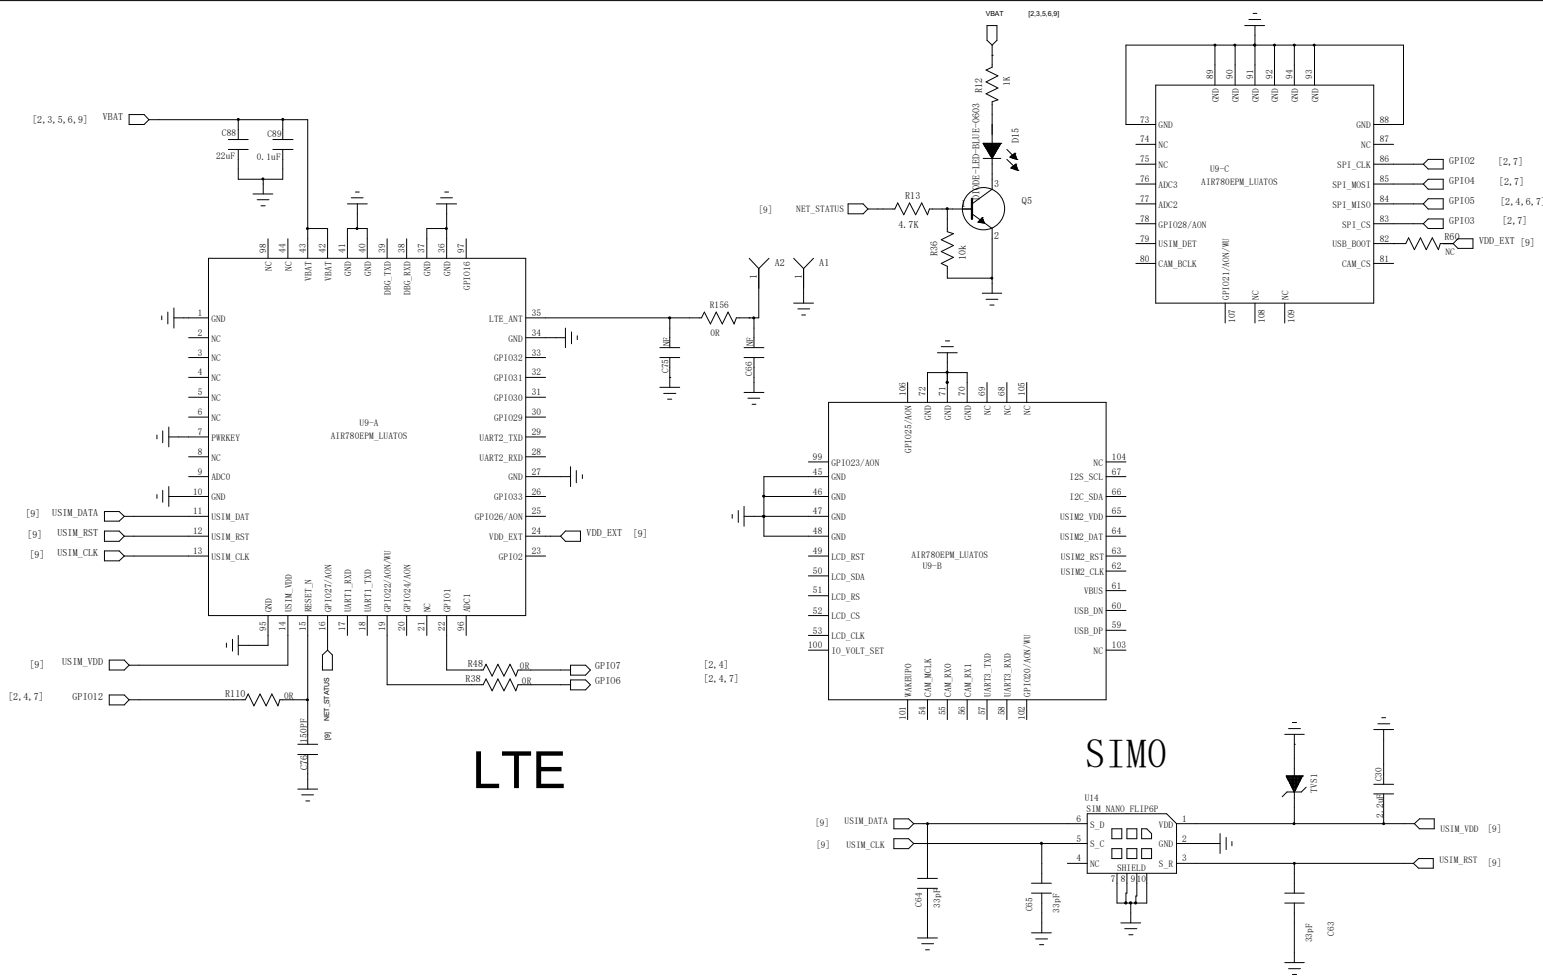 VBAT [2,3,5,6,9]
R12
1K
DIODE-LED-BLUE-O603
D15
3
1
2
Q5
[9] NET_STATUS
R13
4.7K
R36
10k
[2,3,5,6,9] VBAT
C88
22uF
C89
0.1uF
98 44 43 42 41 40 39 38 37 36 97
NC NC VBAT VBAT GND GND DBG_TXD DBG_RXD GND GND GPIO16
1 GND
2 NC
3 NC
4 NC
5 NC
6 NC
7 PWRKEY
8 NC
9 ADC0
10 GND
[9] USIM_DATA 11 USIM_DAT
[9] USIM_RST 12 USIM_RST
[9] USIM_CLK 13 USIM_CLK
U9-A
AIR780EPM_LUATOS
LTE_ANT 35
GND 34
GPIO32 33
GPIO31 32
GPIO30 31
GPIO29 30
UART2_TXD 29
UART2_RXD 28
GND 27
GPIO33 26
GPIO26/AON 25
VDD_EXT 24 VDD_EXT [9]
GPIO2 23
GND USIM_VDD RESET_N GPIO27/AON UART1_RXD UART1_TXD GPIO22/AON/WU GPIO24/AON NC GPIO1 ADC1
95 14 15 16 17 18 19 20 21 22 96
[9] USIM_VDD
[2,4,7] GPIO12
R110
0R
150PF
C76
NET_STATUS
[9]
R48 0R GPIO7 [2,4]
R38 0R GPIO6 [2,4,7]
LTE
R156
0R
NF
C75
NF
C66
1 A2
1 A1
89 90 91 92 94 93
GND GND GND GND GND GND
73 GND
74 NC
75 NC
76 ADC3
77 ADC2
78 GPIO28/AON
79 USIM_DET
80 CAM_BCLK
U9-C
AIR780EPM_LUATOS
GND 88
NC 87
SPI_CLK 86 GPIO2 [2,7]
SPI_MOSI 85 GPIO4 [2,7]
SPI_MISO 84 GPIO5 [2,4,6,7]
SPI_CS 83 GPIO3 [2,7]
USB_BOOT 82 R60 NC VDD_EXT [9]
CAM_CS 81
GPIO21/AON/WU NC NC
107 108 109
106 72 71 70 69 68 105
GPIO25/AON GND GND GND NC NC NC
99 GPIO23/AON
45 GND
46 GND
47 GND
48 GND
49 LCD_RST
50 LCD_SDA
51 LCD_RS
52 LCD_CS
53 LCD_CLK
100 IO_VOLT_SET
AIR780EPM_LUATOS
U9-B
NC 104
I2S_SCL 67
I2C_SDA 66
USIM2_VDD 65
USIM2_DAT 64
USIM2_RST 63
USIM2_CLK 62
VBUS 61
USB_DN 60
USB_DP 59
NC 103
WAKEUPO CAM_MCLK CAM_RX0 CAM_RX1 UART3_TXD UART3_RXD GPIO20/AON/WU
101 54 55 56 57 58 102
SIMO
U14
SIM_NANO_FLIP6P
[9] USIM_DATA 6 S_D
[9] USIM_CLK 5 S_C
4 NC
VDD 1
GND 2
S_R 3
SHIELD
7 8 9 10
TVS1
C30
2.2uF
USIM_VDD [9]
USIM_RST [9]
C64
33pF
C65
33pF
33pF
C63